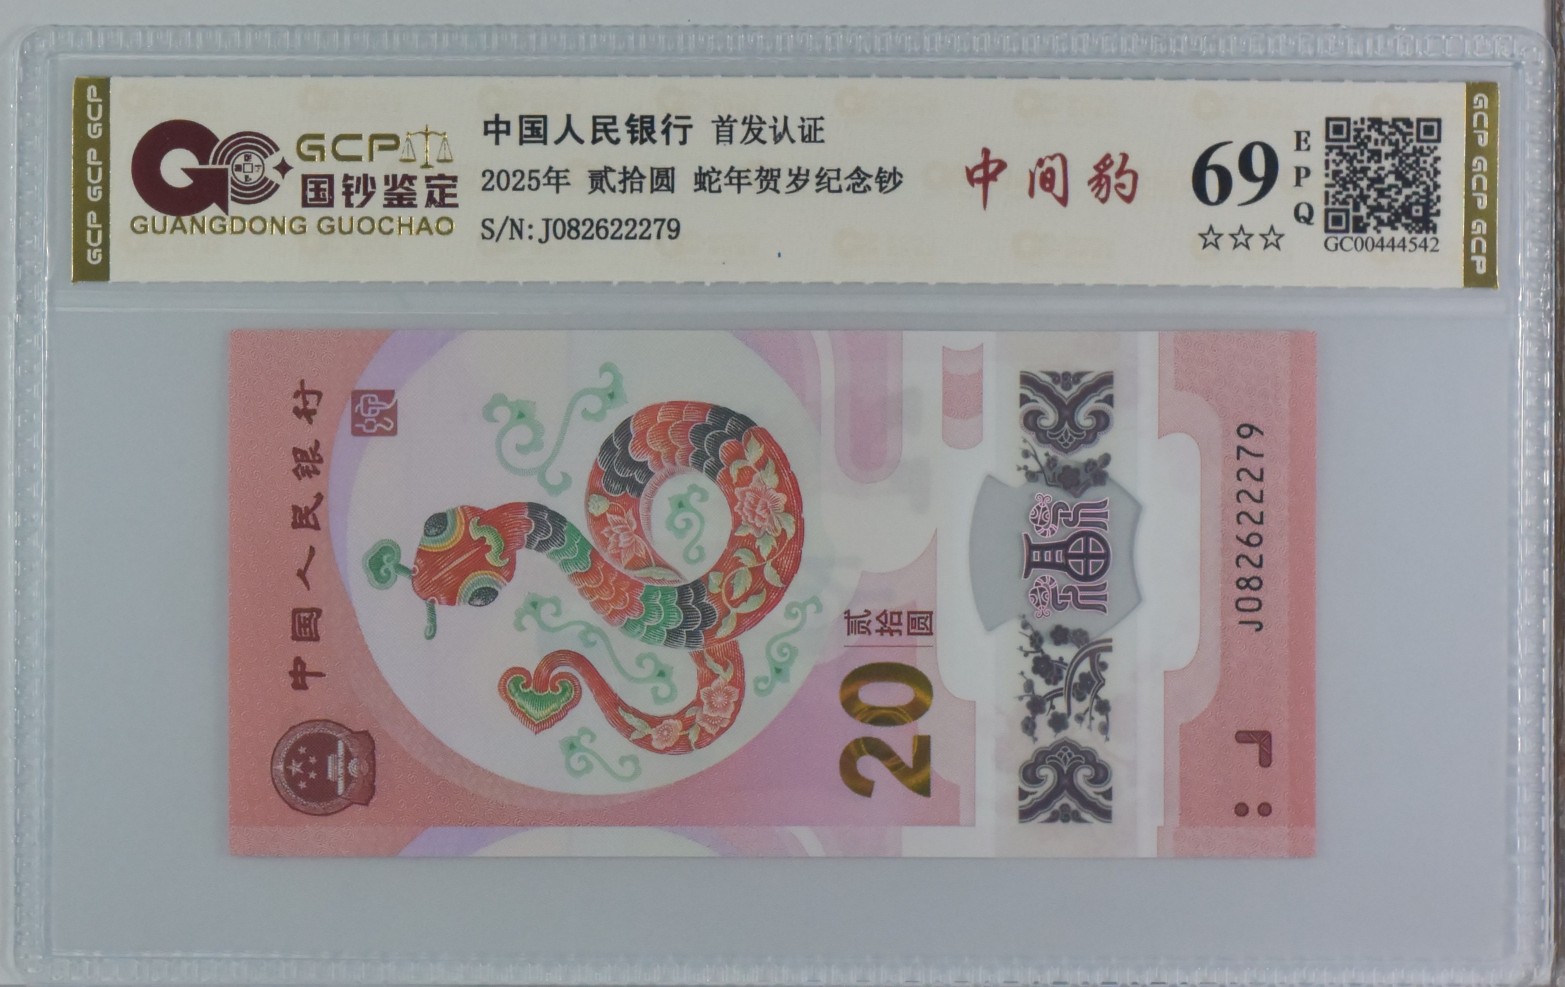 GCP GCP GCP
GCP
国钞鉴定
GUANGDONG GUOCHAO
中国人民银行 首发认证
2025年 贰拾圆 蛇年贺岁纪念钞
S/N:J082622279
中间豹
69
EPQ
☆☆☆
GC00444542
GCP GCP GCP
中国人民银行
贰拾圆
20
福
J082622279